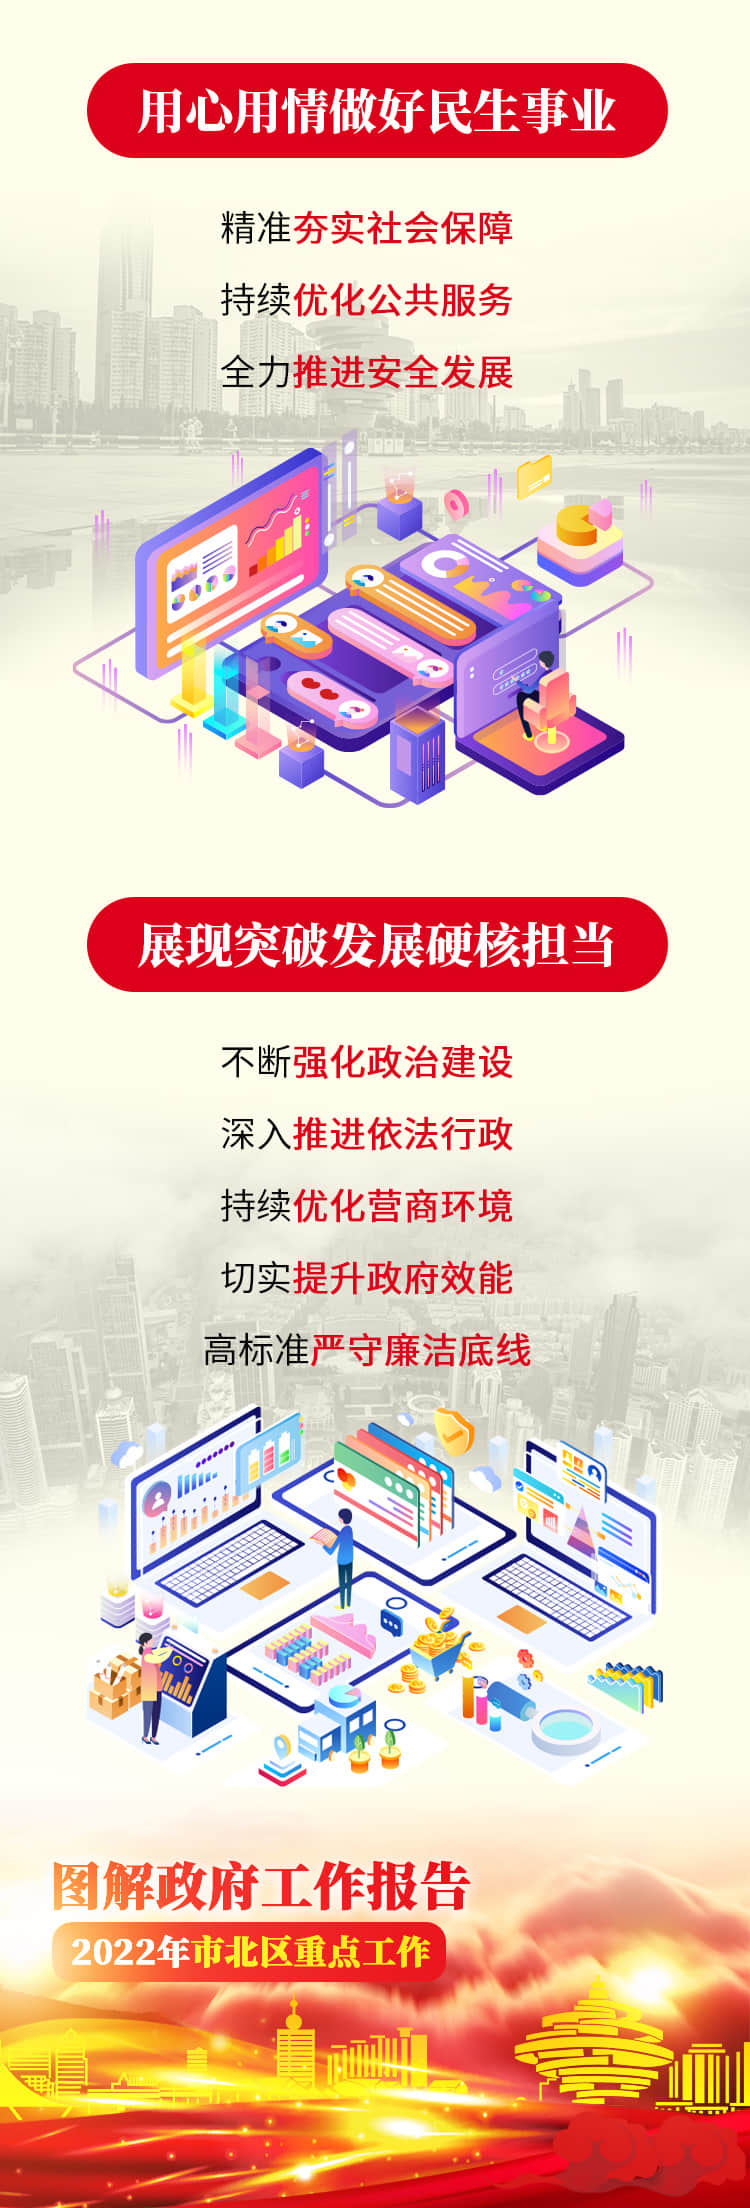 用心用情做好民生事业
精准夯实社会保障
持续优化公共服务
全力推进安全发展
展现突破发展硬核担当
不断强化政治建设
深入推进依法行政
持续优化营商环境
切实提升政府效能
高标准严守廉洁底线
图解政府工作报告
2022年市北区重点工作